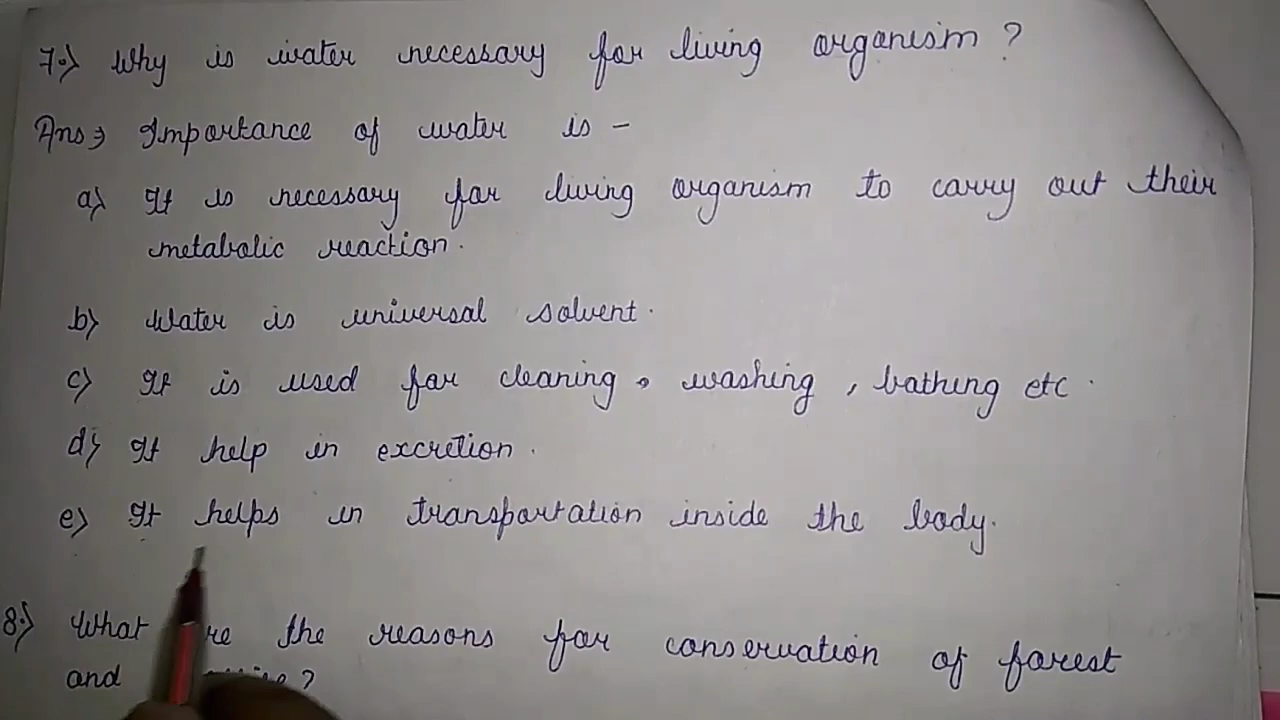 7.) Why is water necessary for living organism ?
Ans→ Importance of water is -
a) It is necessary for living organism to carry out their
metabolic reaction.
b) Water is universal solvent.
c) It is used for cleaning, washing, bathing etc.
d) It help in excretion.
e) It helps in transportation inside the body.
8.) What the reasons for conservation of forest
and ?